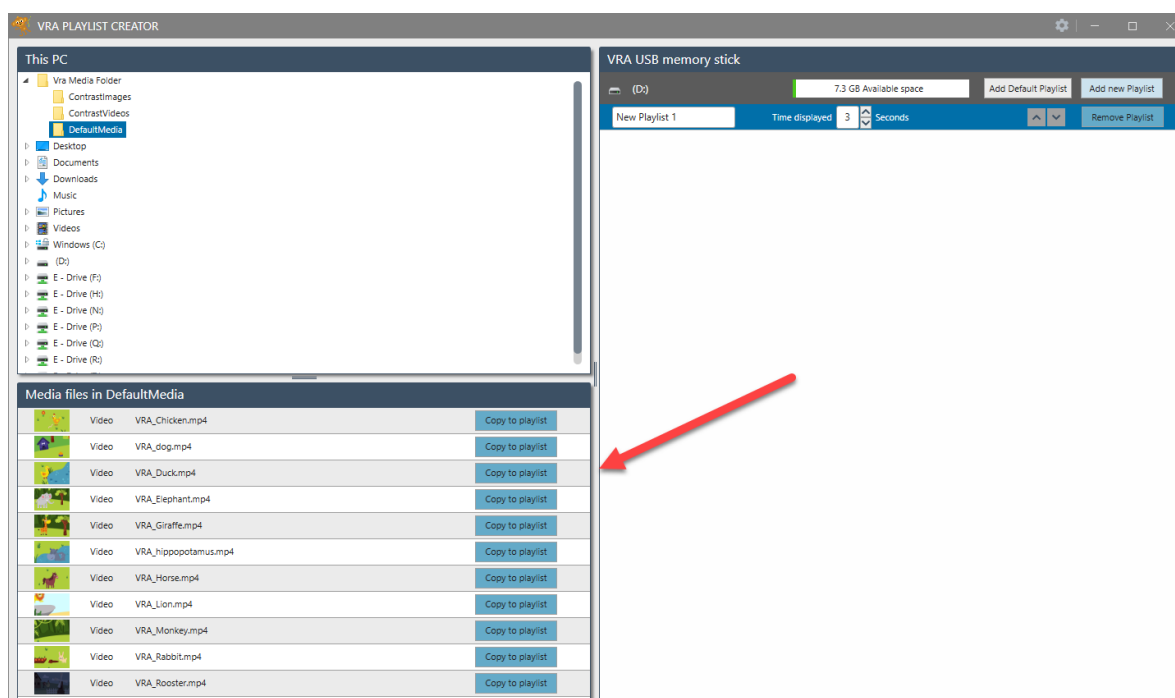 VRA PLAYLIST CREATOR
This PC
Vra Media Folder
ContrastImages
ContrastVideos
DefaultMedia
Desktop
Documents
Downloads
Music
Pictures
Videos
Windows (C:)
(D:)
E - Drive (F:)
E - Drive (H:)
E - Drive (N:)
E - Drive (P:)
E - Drive (Q:)
E - Drive (R:)
Media files in DefaultMedia
Video VRA_Chicken.mp4 Copy to playlist
Video VRA_dog.mp4 Copy to playlist
Video VRA_Duck.mp4 Copy to playlist
Video VRA_Elephant.mp4 Copy to playlist
Video VRA_Giraffe.mp4 Copy to playlist
Video VRA_hippopotamus.mp4 Copy to playlist
Video VRA_Horse.mp4 Copy to playlist
Video VRA_Lion.mp4 Copy to playlist
Video VRA_Monkey.mp4 Copy to playlist
Video VRA_Rabbit.mp4 Copy to playlist
Video VRA_Rooster.mp4 Copy to playlist
VRA USB memory stick
(D:) 7.3 GB Available space Add Default Playlist Add new Playlist
New Playlist 1 Time displayed 3 Seconds Remove Playlist